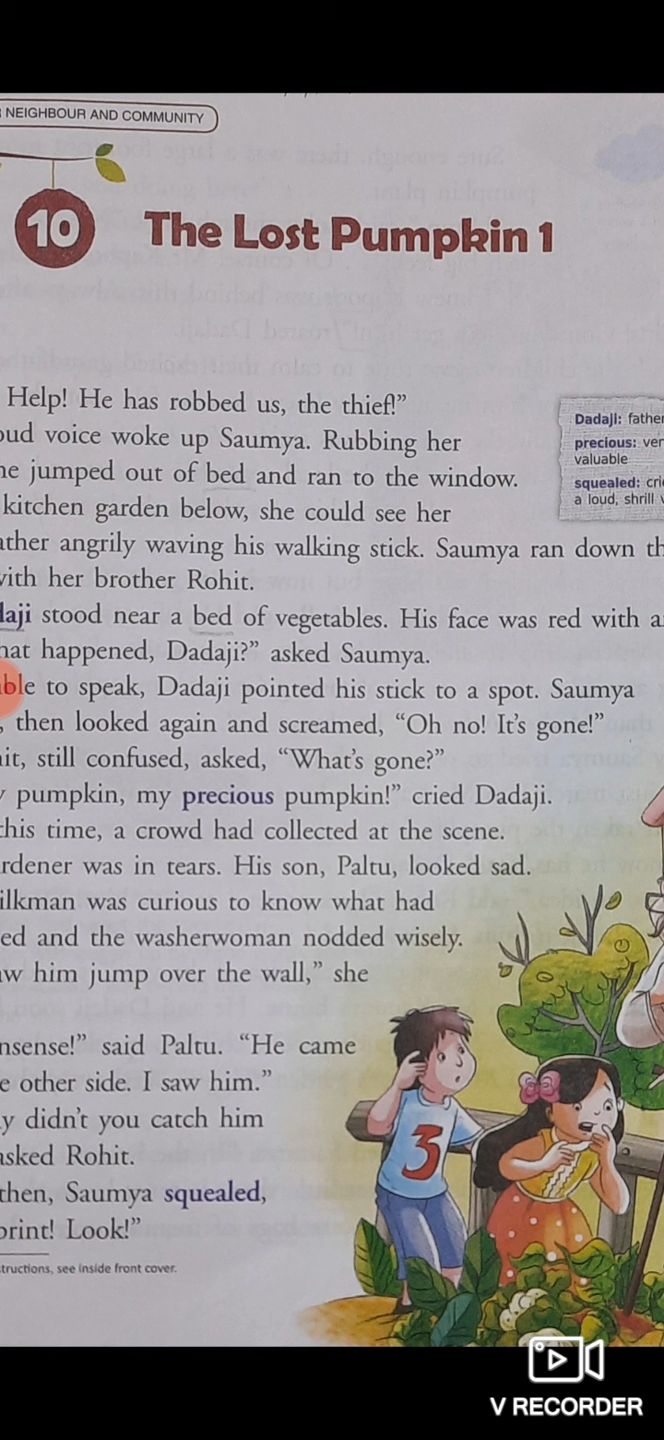 NEIGHBOUR AND COMMUNITY
10 The Lost Pumpkin 1
Help! He has robbed us, the thief!”
oud voice woke up Saumya. Rubbing her
he jumped out of bed and ran to the window.
kitchen garden below, she could see her
ather angrily waving his walking stick. Saumya ran down th
with her brother Rohit.
daji stood near a bed of vegetables. His face was red with a
hat happened, Dadaji?” asked Saumya.
able to speak, Dadaji pointed his stick to a spot. Saumya
, then looked again and screamed, “Oh no! It’s gone!”
hit, still confused, asked, “What’s gone?”
y pumpkin, my precious pumpkin!” cried Dadaji.
this time, a crowd had collected at the scene.
rdener was in tears. His son, Paltu, looked sad.
ilkman was curious to know what had
ed and the washerwoman nodded wisely.
aw him jump over the wall,” she
nsense!” said Paltu. “He came
e other side. I saw him.”
y didn’t you catch him
asked Rohit.
then, Saumya squealed,
print! Look!”
tructions, see inside front cover.
Dadaji: father
precious: ver
valuable
squealed: crie
a loud, shrill v
3
V RECORDER